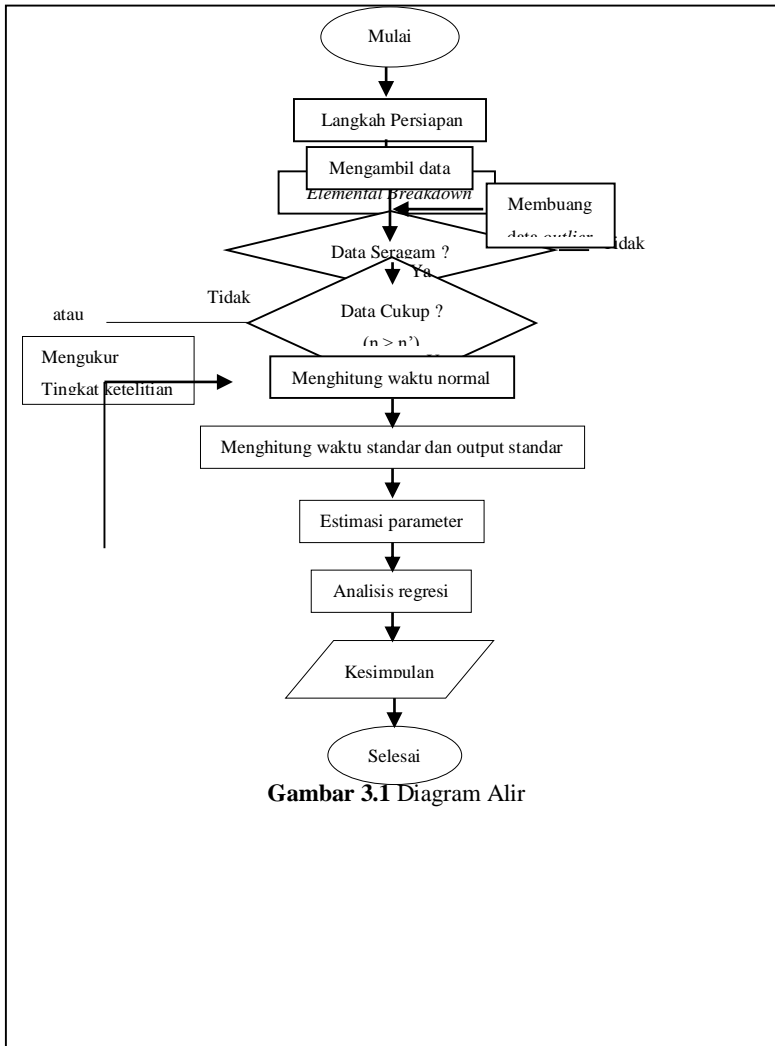 Mulai
Langkah Persiapan
Mengambil data
Elemental Breakdown
Membuang
data outlier
Data Seragam ?
Tidak
Ya
Tidak
atau
Data Cukup ?
(n > n’)
Mengukur
Tingkat ketelitian
Menghitung waktu normal
Menghitung waktu standar dan output standar
Estimasi parameter
Analisis regresi
Kesimpulan
Selesai
Gambar 3.1 Diagram Alir